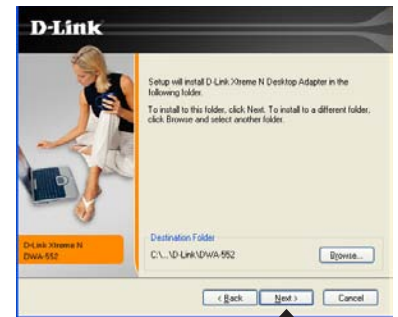 D-Link
Setup will install D-Link Xtreme N Desktop Adapter in the
following folder.
To install to this folder, click Next. To install to a different folder,
click Browse and select another folder.
D-Link Xtreme N
DWA-552
Destination Folder
C:\...\D-Link\DWA-552
Browse...
< Back
Next >
Cancel